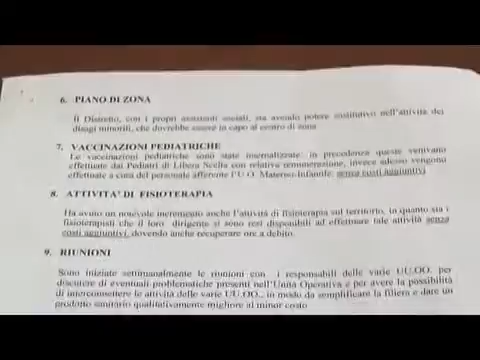 6. PIANO DI ZONA
Il Distretto, con i propri assistenti sociali, sta avendo potere costitutivo nell'attività dei
disagi minorili, che dovrebbe essere in capo al centro di zona
7. VACCINAZIONI PEDIATRICHE
Le vaccinazioni pediatriche sono state internalizzate: in precedenza queste venivano
effettuate dai Pediatri di Libera Scelta con relativa remunerazione, invece adesso vengono
effettuate a cura del personale afferente l'U.O. Materno-Infantile, senza costi aggiuntivi
8. ATTIVITA' DI FISIOTERAPIA
Ha avuto un notevole incremento anche l'attività di fisioterapia sul territorio, in quanto sia i
fisioterapisti che il loro dirigente si sono resi disponibili ad effettuare tale attività senza
costi aggiuntivi, dovendo anche recuperare ore a debito.
9. RIUNIONI
Sono iniziate settimanalmente le riunioni con i responsabili delle varie UU.OO. per
discutere di eventuali problematiche presenti nell'Unità Operativa e per avere la possibilità
di interconnettere le attività delle varie UU.OO., in modo da semplificare la filiera e dare un
prodotto sanitario qualitativamente migliore al minor costo